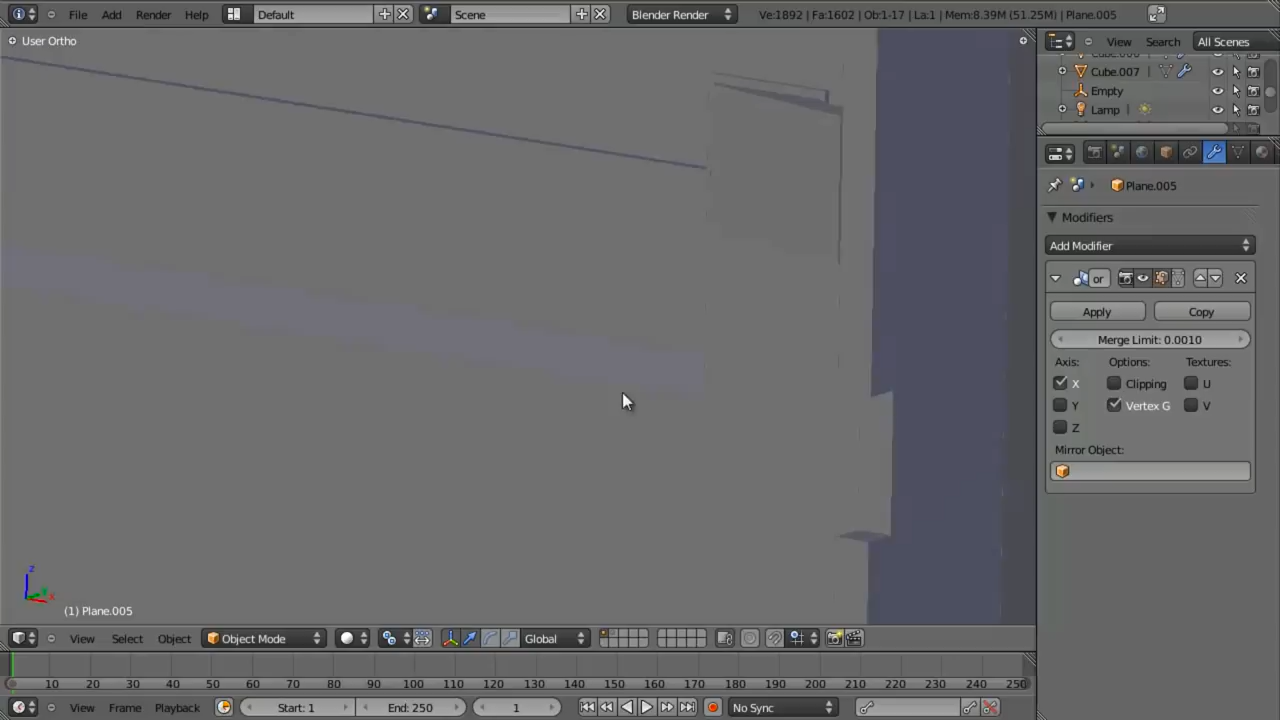 File Add Render Help Default Scene Blender Render Ve:1892 | Fa:1602 | Ob:1-17 | La:1 | Mem:8.39M (51.25M) | Plane.005
User Ortho
View Search All Scenes
Cube.007
Empty
Lamp
Plane.005
Modifiers
Add Modifier
or
Apply Copy
Merge Limit: 0.0010
Axis: Options: Textures:
X Clipping U
Y Vertex G V
Z
Mirror Object:
z
x
(1) Plane.005
View Select Object Object Mode Global
10 20 30 40 50 60 70 80 90 100 110 120 130 140 150 160 170 180 190 200 210 220 230 240 250
View Frame Playback Start: 1 End: 250 1 No Sync